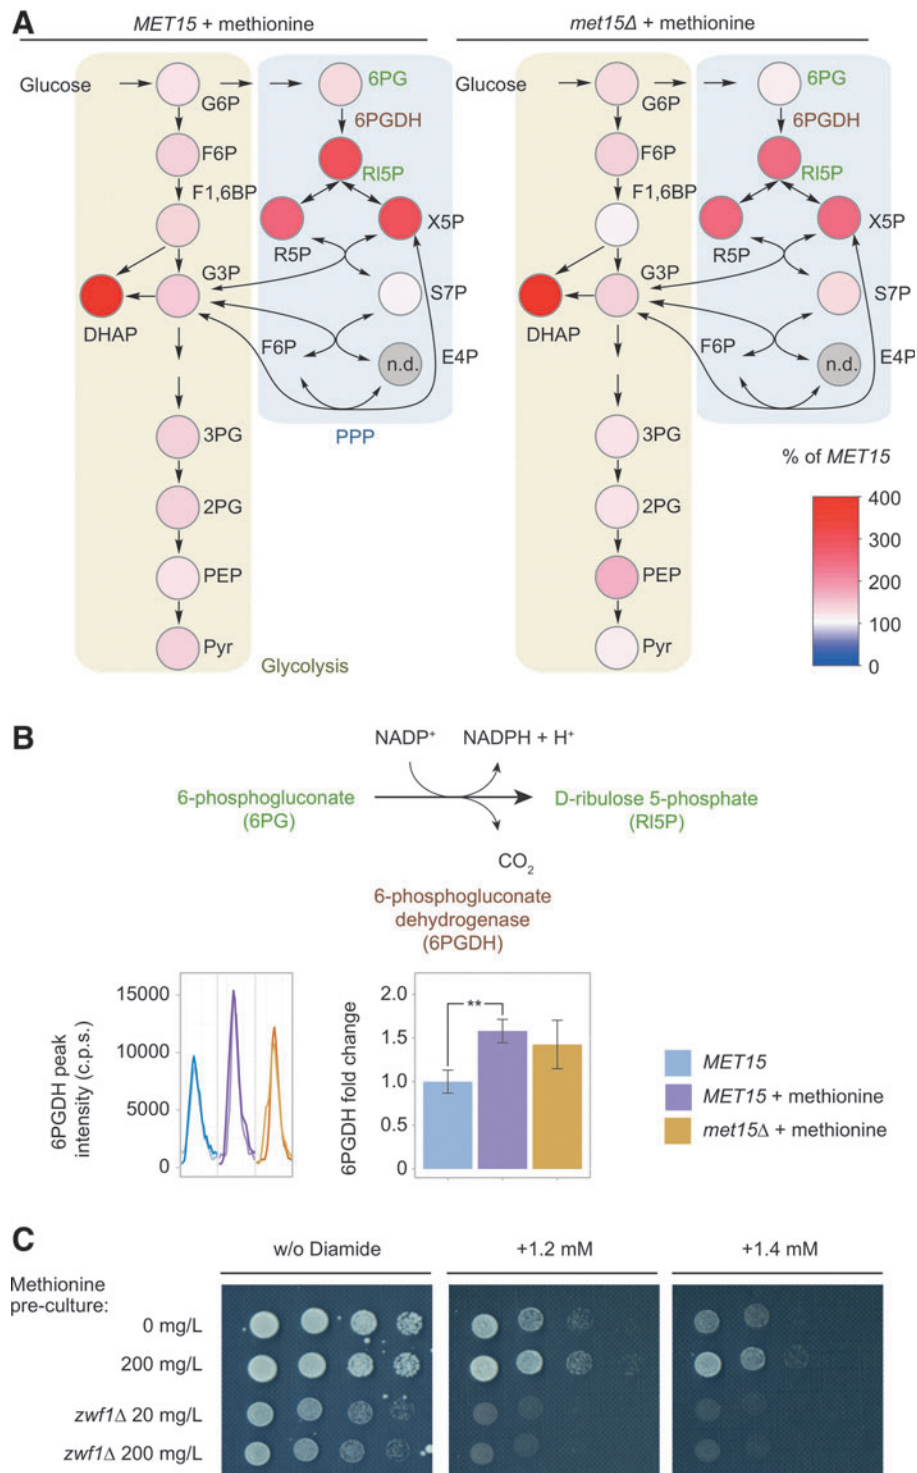 A
MET15 + methionine
met15Δ + methionine
Glucose
G6P
6PG
6PGDH
F6P
RI5P
F1,6BP
X5P
R5P
G3P
S7P
DHAP
F6P
E4P
n.d.
3PG
PPP
2PG
PEP
Pyr
Glycolysis
Glucose
G6P
6PG
6PGDH
F6P
RI5P
F1,6BP
X5P
R5P
G3P
S7P
DHAP
F6P
E4P
n.d.
3PG
2PG
PEP
Pyr
% of MET15
400
300
200
100
0
B
NADP+
NADPH + H+
6-phosphogluconate
(6PG)
D-ribulose 5-phosphate
(RI5P)
CO2
6-phosphogluconate
dehydrogenase
(6PGDH)
6PGDH peak
intensity (c.p.s.)
15000
10000
5000
0
6PGDH fold change
2.0
1.5
1.0
0.5
0
**
MET15
MET15 + methionine
met15Δ + methionine
C
w/o Diamide
+1.2 mM
+1.4 mM
Methionine
pre-culture:
0 mg/L
200 mg/L
zwf1Δ 20 mg/L
zwf1Δ 200 mg/L